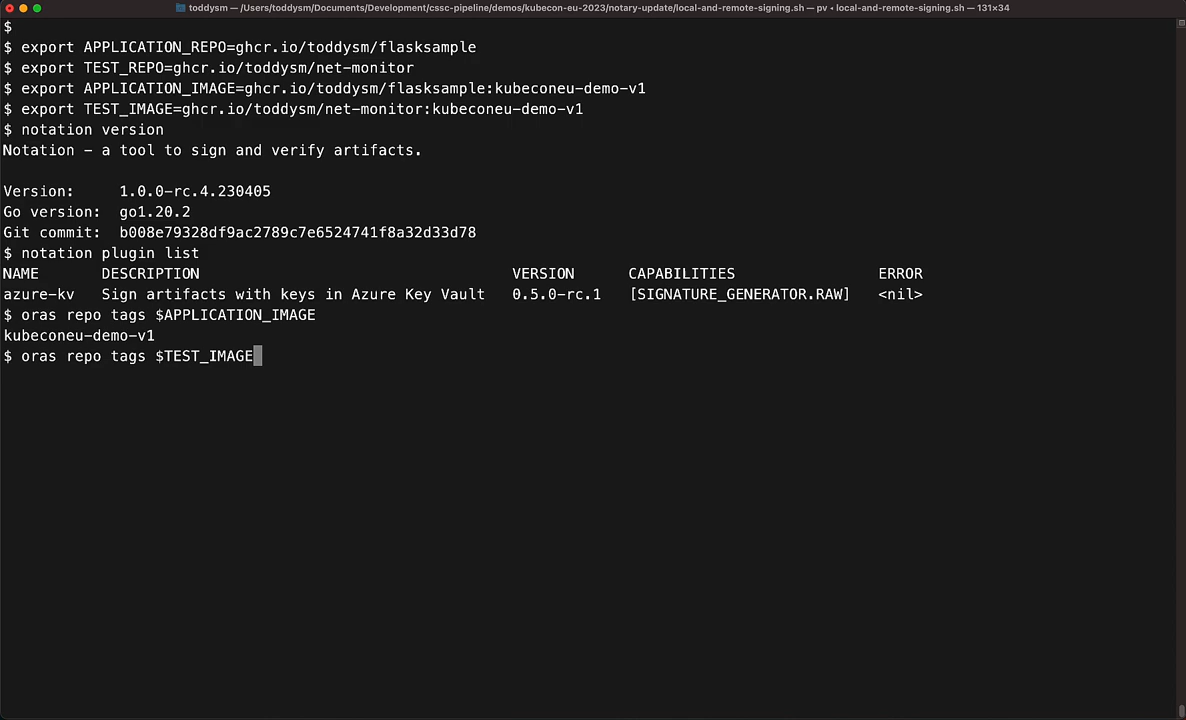 toddysm — /Users/toddysm/Documents/Development/cssc-pipeline/demos/kubecon-eu-2023/notary-update/local-and-remote-signing.sh — pv ◂ local-and-remote-signing.sh — 131×34
$
$ export APPLICATION_REPO=ghcr.io/toddysm/flasksample
$ export TEST_REPO=ghcr.io/toddysm/net-monitor
$ export APPLICATION_IMAGE=ghcr.io/toddysm/flasksample:kubeconeu-demo-v1
$ export TEST_IMAGE=ghcr.io/toddysm/net-monitor:kubeconeu-demo-v1
$ notation version
Notation - a tool to sign and verify artifacts.
Version:     1.0.0-rc.4.230405
Go version:  go1.20.2
Git commit:  b008e79328df9ac2789c7e6524741f8a32d33d78
$ notation plugin list
NAME       DESCRIPTION                                   VERSION      CAPABILITIES                ERROR
azure-kv   Sign artifacts with keys in Azure Key Vault   0.5.0-rc.1   [SIGNATURE_GENERATOR.RAW]   <nil>
$ oras repo tags $APPLICATION_IMAGE
kubeconeu-demo-v1
$ oras repo tags $TEST_IMAGE